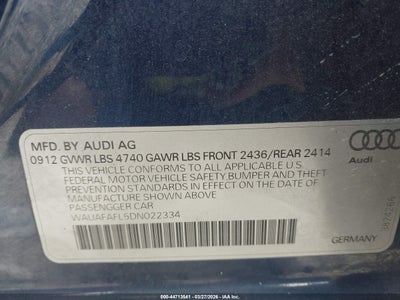 MFD. BY AUDI AG
0912 GVWR LBS 4740 GAWR LBS FRONT 2436/REAR 2414
THIS VEHICLE CONFORMS TO ALL APPLICABLE U.S.
FEDERAL MOTOR VEHICLE SAFETY, BUMPER AND THEFT
PREVENTION STANDARDS IN EFFECT ON THE DATE OF
MANUFACTURE SHOWN ABOVE
PASSENGGER CAR
WAUAFAFL5DN022334
GERMANY
000-44713541 - 03/27/2026 - IAA Inc.